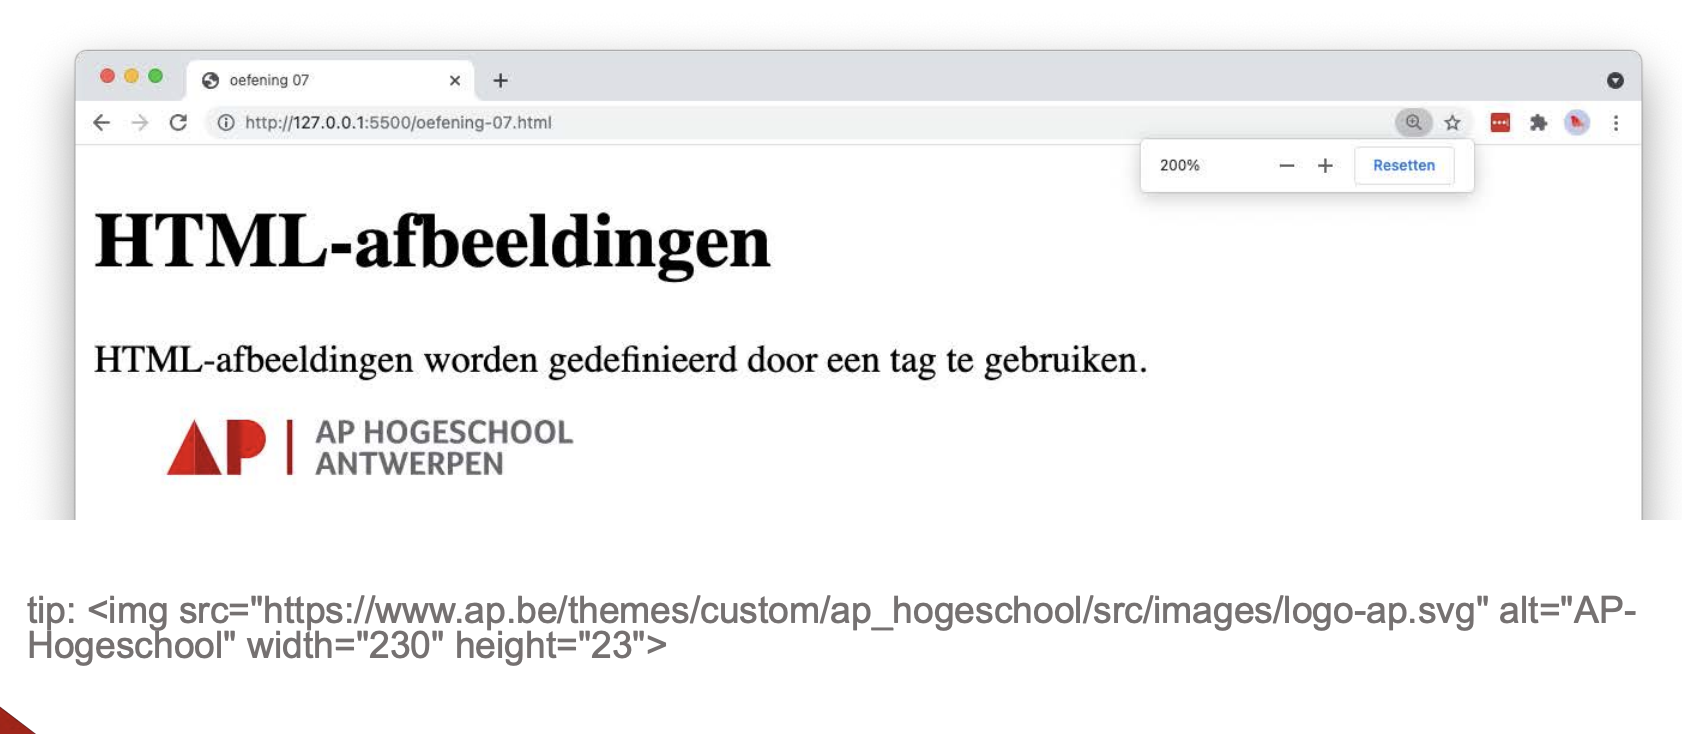 oefening 07
http://127.0.0.1:5500/oefening-07.html
200%
Resetten
HTML-afbeeldingen
HTML-afbeeldingen worden gedefinieerd door een tag te gebruiken.
AP
AP HOGESCHOOL
ANTWERPEN
tip: <img src="https://www.ap.be/themes/custom/ap_hogeschool/src/images/logo-ap.svg" alt="AP-
Hogeschool" width="230" height="23">